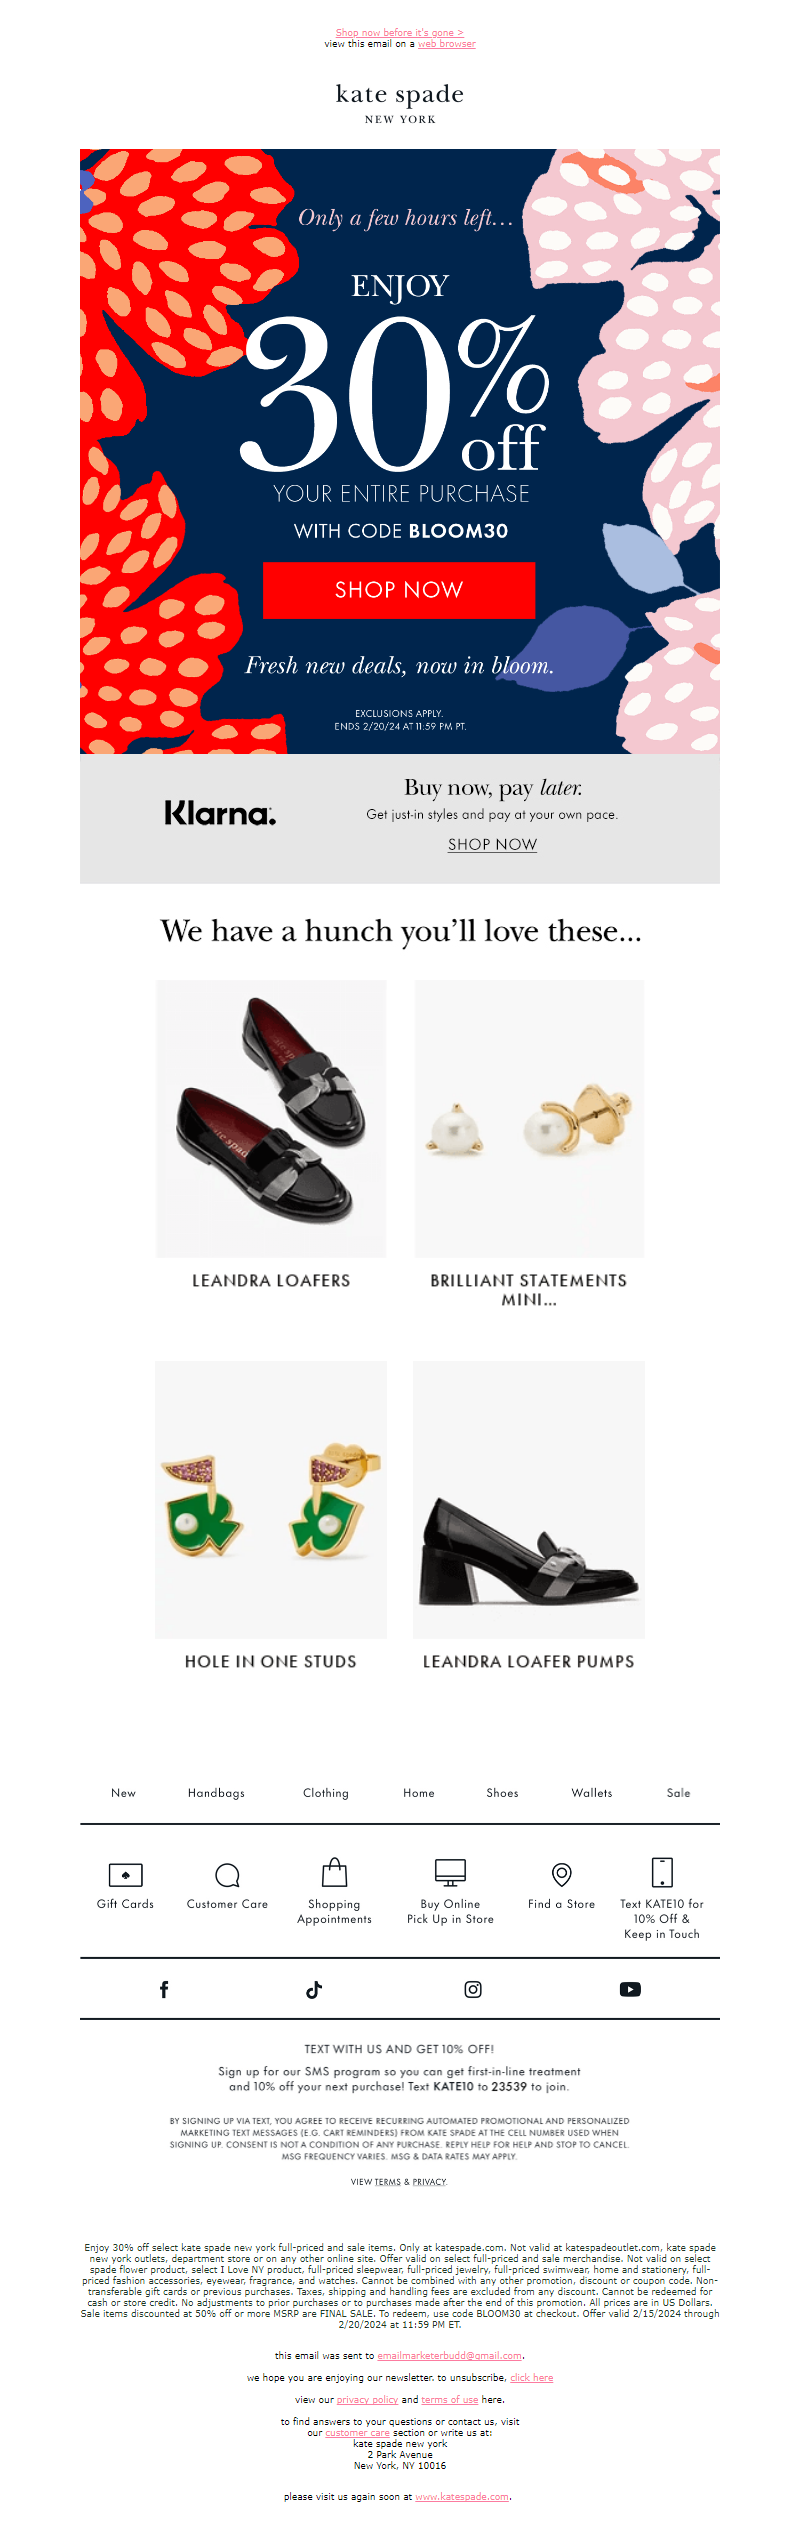 Shop now before it's gone >
view this email on a web browser
kate spade
NEW YORK
Only a few hours left...
ENJOY
30%
off
YOUR ENTIRE PURCHASE
WITH CODE BLOOM30
SHOP NOW
Fresh new deals, now in bloom.
EXCLUSIONS APPLY.
ENDS 2/20/24 AT 11:59 PM PT.
Klarna.
Buy now, pay later.
Get just-in styles and pay at your own pace.
SHOP NOW
We have a hunch you'll love these...
LEANDRA LOAFERS
BRILLIANT STATEMENTS
MINI...
HOLE IN ONE STUDS
LEANDRA LOAFER PUMPS
New Handbags Clothing Home Shoes Wallets Sale
Gift Cards
Customer Care
Shopping
Appointments
Buy Online
Pick Up in Store
Find a Store
Text KATE10 for
10% Off &
Keep in Touch
TEXT WITH US AND GET 10% OFF!
Sign up for our SMS program so you can get first-in-line treatment
and 10% off your next purchase! Text KATE10 to 23539 to join.
BY SIGNING UP VIA TEXT, YOU AGREE TO RECEIVE RECURRING AUTOMATED PROMOTIONAL AND PERSONALIZED
MARKETING TEXT MESSAGES (E.G. CART REMINDERS) FROM KATE SPADE AT THE CELL NUMBER USED WHEN
SIGNING UP. CONSENT IS NOT A CONDITION OF ANY PURCHASE. REPLY HELP FOR HELP AND STOP TO CANCEL.
MSG FREQUENCY VARIES. MSG & DATA RATES MAY APPLY.
VIEW TERMS & PRIVACY.
Enjoy 30% off select kate spade new york full-priced and sale items. Only at katespade.com. Not valid at katespadeoutlet.com, kate spade
new york outlets, department store or on any other online site. Offer valid on select full-priced and sale merchandise. Not valid on select
spade flower product, select I Love NY product, full-priced sleepwear, full-priced jewelry, full-priced swimwear, home and stationery, full-
priced fashion accessories, eyewear, fragrance, and watches. Cannot be combined with any other promotion, discount or coupon code. Non-
transferable gift cards or previous purchases. Taxes, shipping and handling fees are excluded from any discount. Cannot be redeemed for
cash or store credit. No adjustments to prior purchases or to purchases made after the end of this promotion. All prices are in US Dollars.
Sale items discounted at 50% off or more MSRP are FINAL SALE. To redeem, use code BLOOM30 at checkout. Offer valid 2/15/2024 through
2/20/2024 at 11:59 PM ET.
this email was sent to emailmarketerbudd@gmail.com.
we hope you are enjoying our newsletter. to unsubscribe, click here
view our privacy policy and terms of use here.
to find answers to your questions or contact us, visit
our customer care section or write us at:
kate spade new york
2 Park Avenue
New York, NY 10016
please visit us again soon at www.katespade.com.